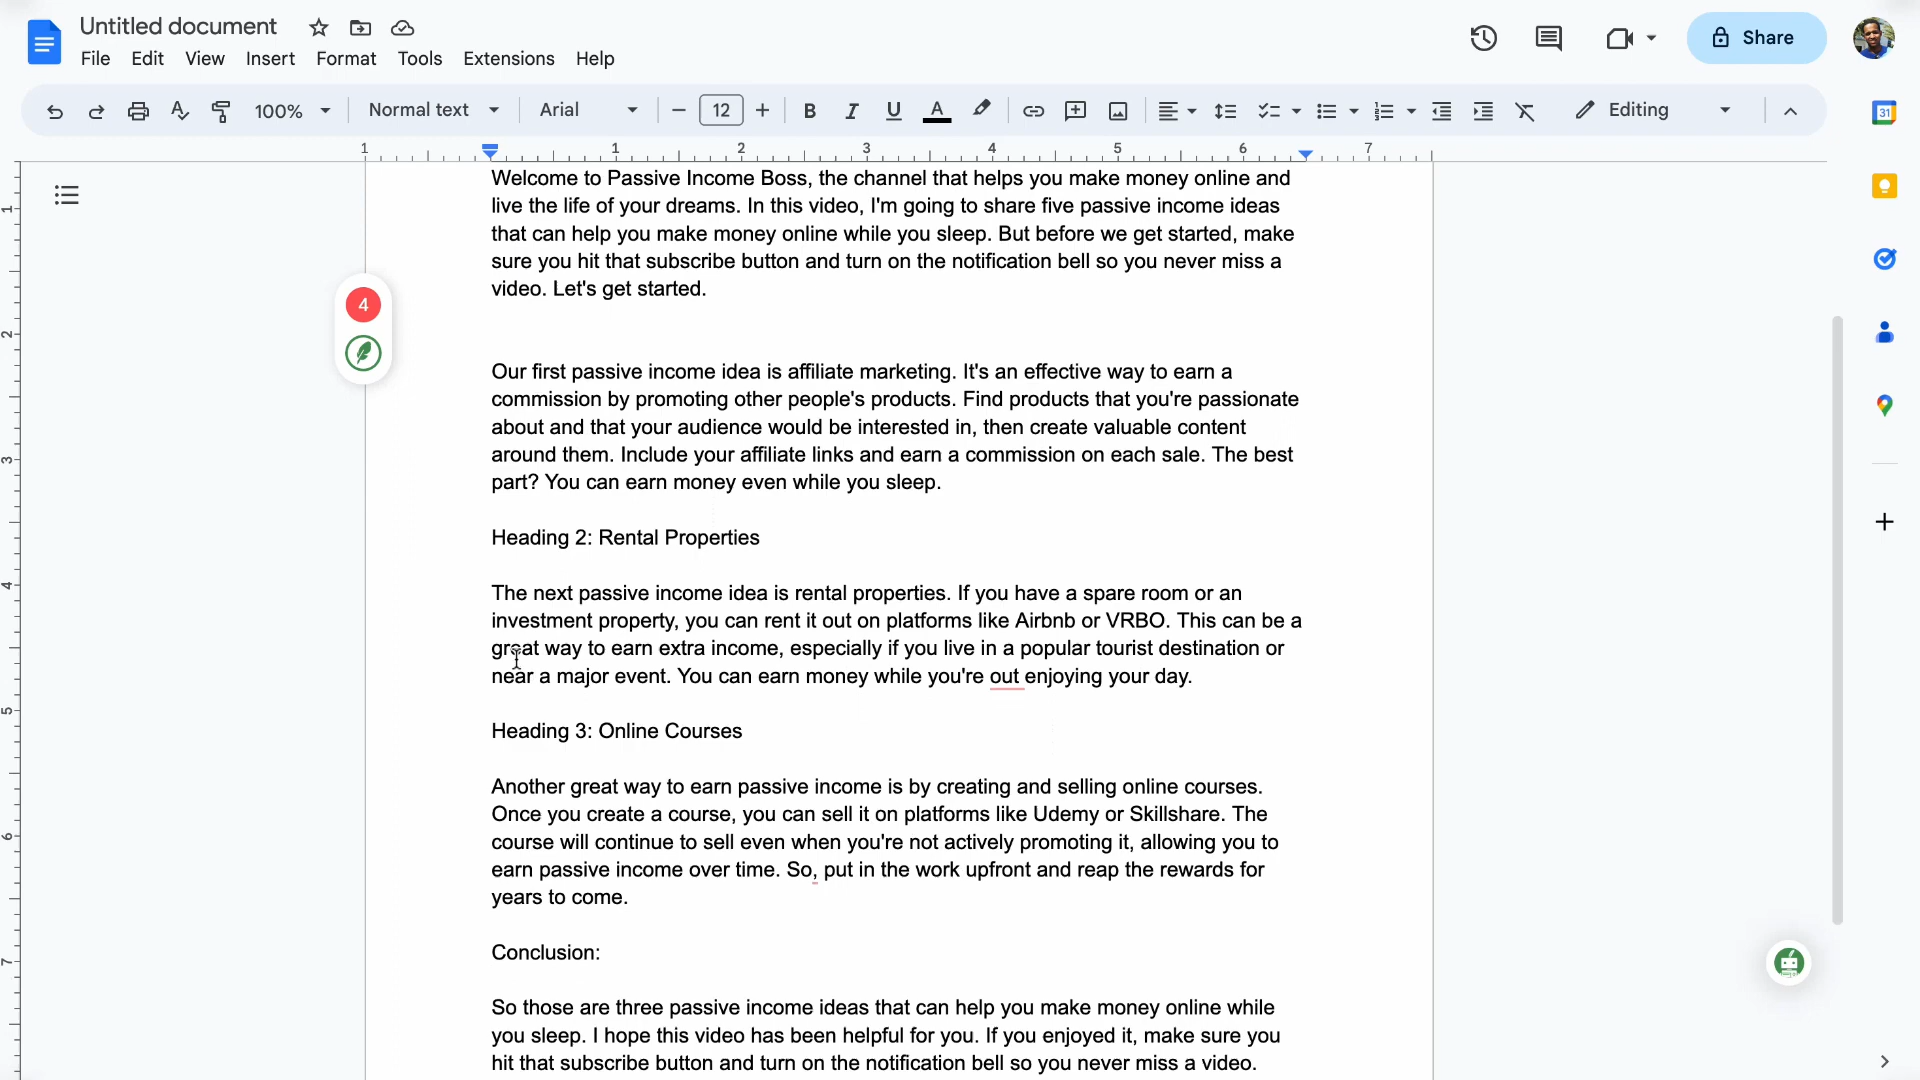 Untitled document
File Edit View Insert Format Tools Extensions Help
Share
100% Normal text Arial 12 B I U A Editing
1 1 2 3 4 5 6 7
31
Welcome to Passive Income Boss, the channel that helps you make money online and
live the life of your dreams. In this video, I'm going to share five passive income ideas
that can help you make money online while you sleep. But before we get started, make
sure you hit that subscribe button and turn on the notification bell so you never miss a
video. Let's get started.
4
Our first passive income idea is affiliate marketing. It's an effective way to earn a
commission by promoting other people's products. Find products that you're passionate
about and that your audience would be interested in, then create valuable content
around them. Include your affiliate links and earn a commission on each sale. The best
part? You can earn money even while you sleep.
Heading 2: Rental Properties
The next passive income idea is rental properties. If you have a spare room or an
investment property, you can rent it out on platforms like Airbnb or VRBO. This can be a
great way to earn extra income, especially if you live in a popular tourist destination or
near a major event. You can earn money while you're out enjoying your day.
Heading 3: Online Courses
Another great way to earn passive income is by creating and selling online courses.
Once you create a course, you can sell it on platforms like Udemy or Skillshare. The
course will continue to sell even when you're not actively promoting it, allowing you to
earn passive income over time. So, put in the work upfront and reap the rewards for
years to come.
Conclusion:
So those are three passive income ideas that can help you make money online while
you sleep. I hope this video has been helpful for you. If you enjoyed it, make sure you
hit that subscribe button and turn on the notification bell so you never miss a video.
1
2
3
4
5
6
7